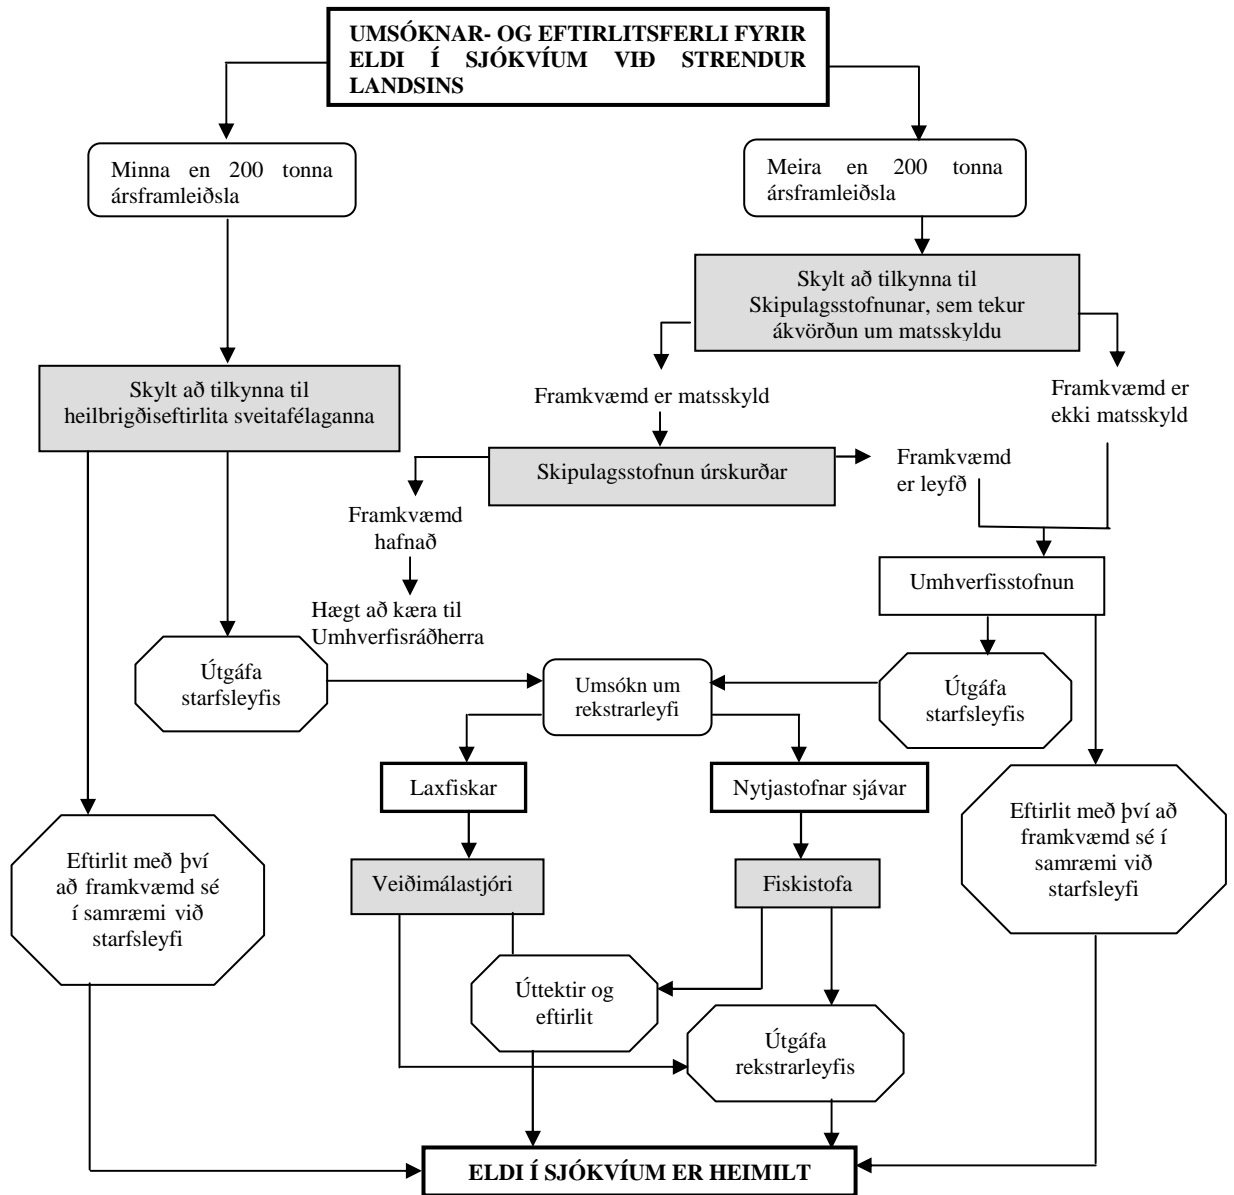 UMSÓKNAR- OG EFTIRLITSFERLI FYRIR
ELDI Í SJÓKVÍUM VIÐ STRENDUR
LANDSINS
Minna en 200 tonna
ársframleiðsla
Meira en 200 tonna
ársframleiðsla
Skylt að tilkynna til
Skipulagsstofnunar, sem tekur
ákvörðun um matsskyldu
Skylt að tilkynna til
heilbrigðiseftirlita sveitafélaganna
Framkvæmd er matsskyld
Framkvæmd er
ekki matsskyld
Skipulagsstofnun úrskurðar
Framkvæmd
er leyfð
Framkvæmd
hafnað
Umhverfisstofnun
Hægt að kæra til
Umhverfisráðherra
Útgáfa
starfsleyfis
Umsókn um
rekstrarleyfi
Útgáfa
starfsleyfis
Laxfiskar
Nytjastofnar sjávar
Eftirlit með því
að framkvæmd sé
í samræmi við
starfsleyfi
Veiðimálastjóri
Fiskistofa
Eftirlit með því að
framkvæmd sé í
samræmi við
starfsleyfi
Úttektir og
eftirlit
Útgáfa
rekstrarleyfis
ELDI Í SJÓKVÍUM ER HEIMILT